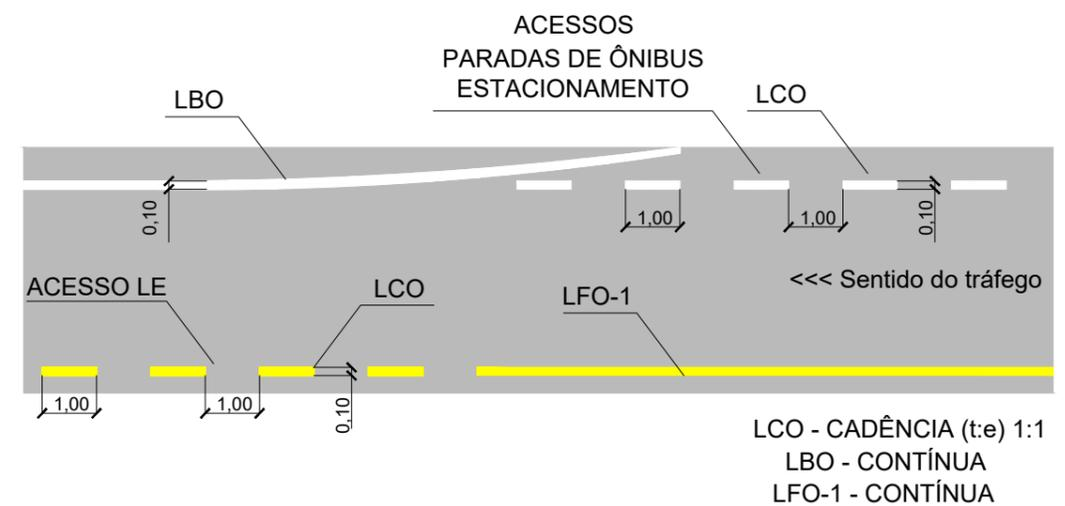 ACESSOS
PARADAS DE ÔNIBUS
ESTACIONAMENTO
LBO
LCO
0,10
1,00
1,00
0,10
<<< Sentido do tráfego
ACESSO LE
LCO
LFO-1
1,00
1,00
0,10
LCO - CADÊNCIA (t:e) 1:1
LBO - CONTÍNUA
LFO-1 - CONTÍNUA